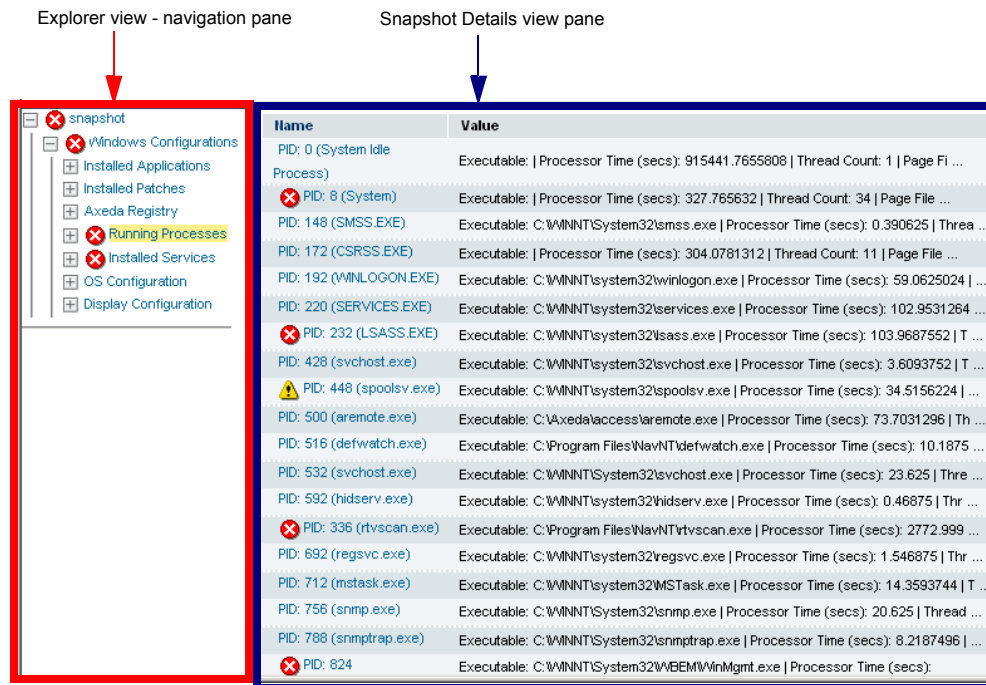 Explorer view - navigation pane
Snapshot Details view pane
snapshot
Windows Configurations
Installed Applications
Installed Patches
Axeda Registry
Running Processes
Installed Services
OS Configuration
Display Configuration
Name Value
PID: 0 (System Idle
Process)
Executable: | Processor Time (secs): 915441.7655808 | Thread Count: 1 | Page Fi ...
PID: 8 (System) Executable: | Processor Time (secs): 327.765632 | Thread Count: 34 | Page File ...
PID: 148 (SMSS.EXE) Executable: C:\WINNT\System32\smss.exe | Processor Time (secs): 0.390625 | Threa ...
PID: 172 (CSRSS.EXE) Executable: | Processor Time (secs): 304.0781312 | Thread Count: 11 | Page File ...
PID: 192 (WINLOGON.EXE) Executable: C:\WINNT\system32\winlogon.exe | Processor Time (secs): 59.0625024 | ...
PID: 220 (SERVICES.EXE) Executable: C:\WINNT\system32\services.exe | Processor Time (secs): 102.9531264 ...
PID: 232 (LSASS.EXE) Executable: C:\WINNT\system32\lsass.exe | Processor Time (secs): 103.9687552 | T ...
PID: 428 (svchost.exe) Executable: C:\WINNT\system32\svchost.exe | Processor Time (secs): 3.6093752 | T ...
PID: 448 (spoolsv.exe) Executable: C:\WINNT\system32\spoolsv.exe | Processor Time (secs): 34.5156224 | ...
PID: 500 (aremote.exe) Executable: C:\Axeda\access\aremote.exe | Processor Time (secs): 73.7031296 | Th ...
PID: 516 (defwatch.exe) Executable: C:\Program Files\NavNT\defwatch.exe | Processor Time (secs): 10.1875 ...
PID: 532 (svchost.exe) Executable: C:\WINNT\System32\svchost.exe | Processor Time (secs): 23.625 | Thre ...
PID: 592 (hidserv.exe) Executable: C:\WINNT\system32\hidserv.exe | Processor Time (secs): 0.46875 | Thr ...
PID: 336 (rtvscan.exe) Executable: C:\Program Files\NavNT\rtvscan.exe | Processor Time (secs): 2772.999 ...
PID: 692 (regsvc.exe) Executable: C:\WINNT\system32\regsvc.exe | Processor Time (secs): 1.546875 | Thr ...
PID: 712 (mstask.exe) Executable: C:\WINNT\system32\MSTask.exe | Processor Time (secs): 14.3593744 | T ...
PID: 756 (snmp.exe) Executable: C:\WINNT\System32\snmp.exe | Processor Time (secs): 20.625 | Thread ...
PID: 788 (snmptrap.exe) Executable: C:\WINNT\System32\snmptrap.exe | Processor Time (secs): 8.2187496 | ...
PID: 824 Executable: C:\WINNT\System32\WBEM\WinMgmt.exe | Processor Time (secs):